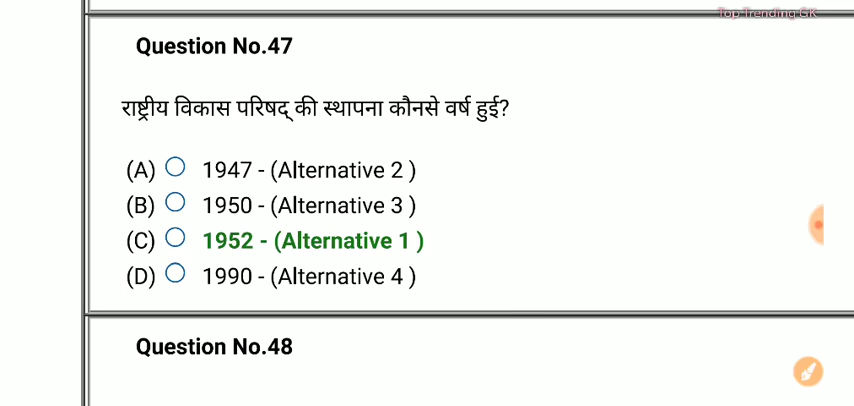 Top Trending GK
Question No.47
राष्ट्रीय विकास परिषद् की स्थापना कौनसे वर्ष हुई?
(A) 1947 - (Alternative 2 )
(B) 1950 - (Alternative 3 )
(C) 1952 - (Alternative 1 )
(D) 1990 - (Alternative 4 )
Question No.48